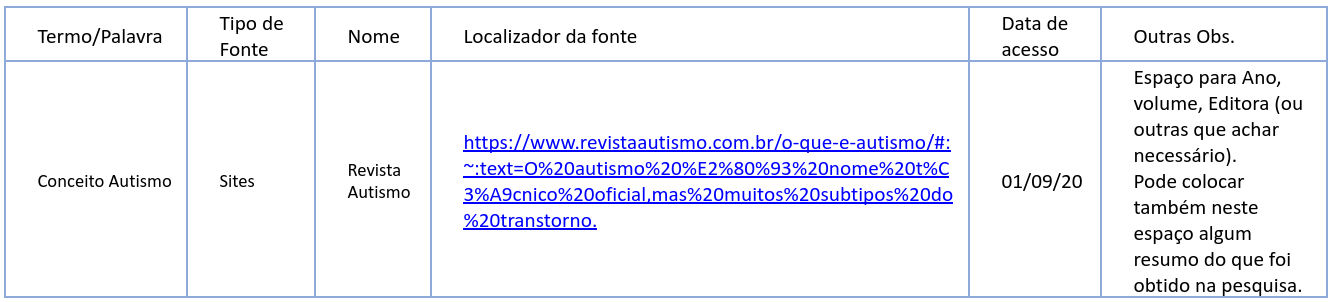 Termo/Palavra
Tipo de
Fonte
Nome
Localizador da fonte
Data de
acesso
Outras Obs.
Conceito Autismo
Sites
Revista
Autismo
https://www.revistaautismo.com.br/o-que-e-autismo/#:
~:text=O%20autismo%20%E2%80%93%20nome%20t%C
3%A9cnico%20oficial,mas%20muitos%20subtipos%20do
%20transtorno.
01/09/20
Espaço para Ano,
volume, Editora (ou
outras que achar
necessário).
Pode colocar
também neste
espaço algum
resumo do que foi
obtido na pesquisa.